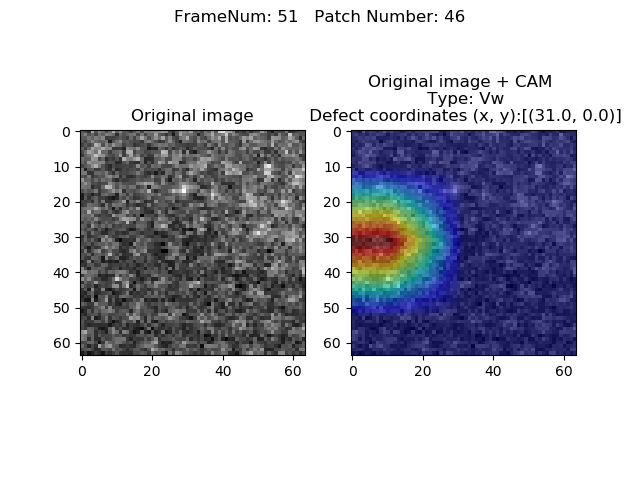 FrameNum: 51   Patch Number: 46
Original image
Original image + CAM
Type: Vw
Defect coordinates (x, y):[(31.0, 0.0)]
0
10
20
30
40
50
60
0 20 40 60
0
10
20
30
40
50
60
0 20 40 60